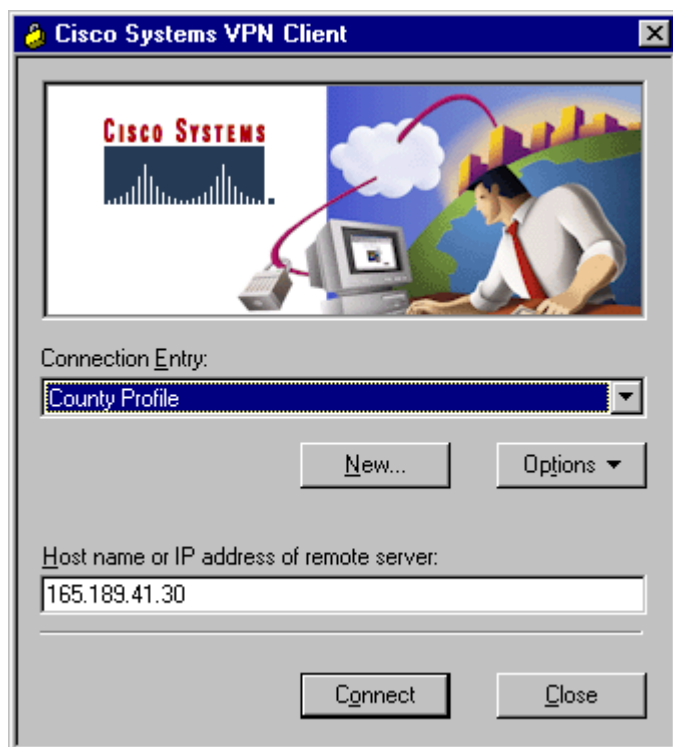 Cisco Systems VPN Client
CISCO SYSTEMS
Connection Entry:
County Profile
New...
Options
Host name or IP address of remote server:
165.189.41.30
Connect
Close